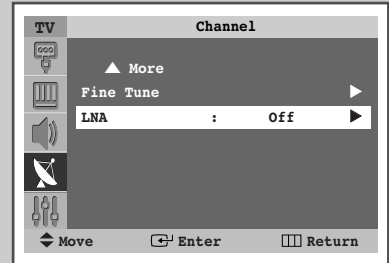 TV Channel
▲ More
Fine Tune ▶
LNA : Off ▶
Move Enter Return